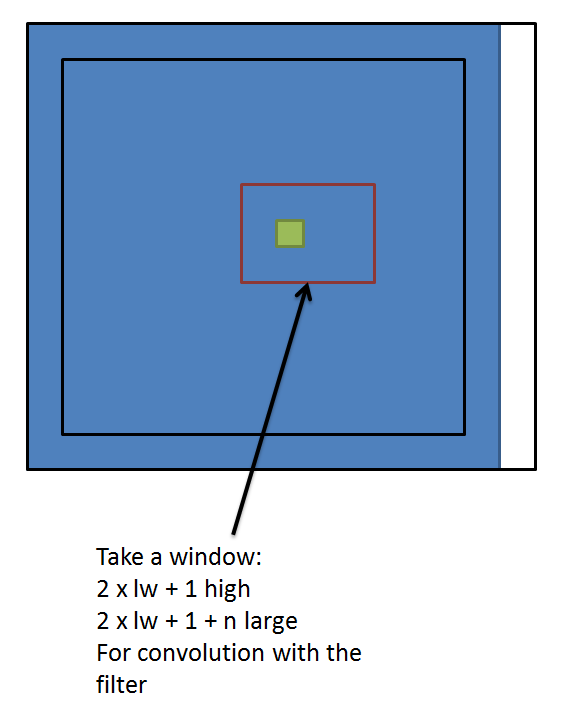 Take a window:
2 x lw + 1 high
2 x lw + 1 + n large
For convolution with the
filter